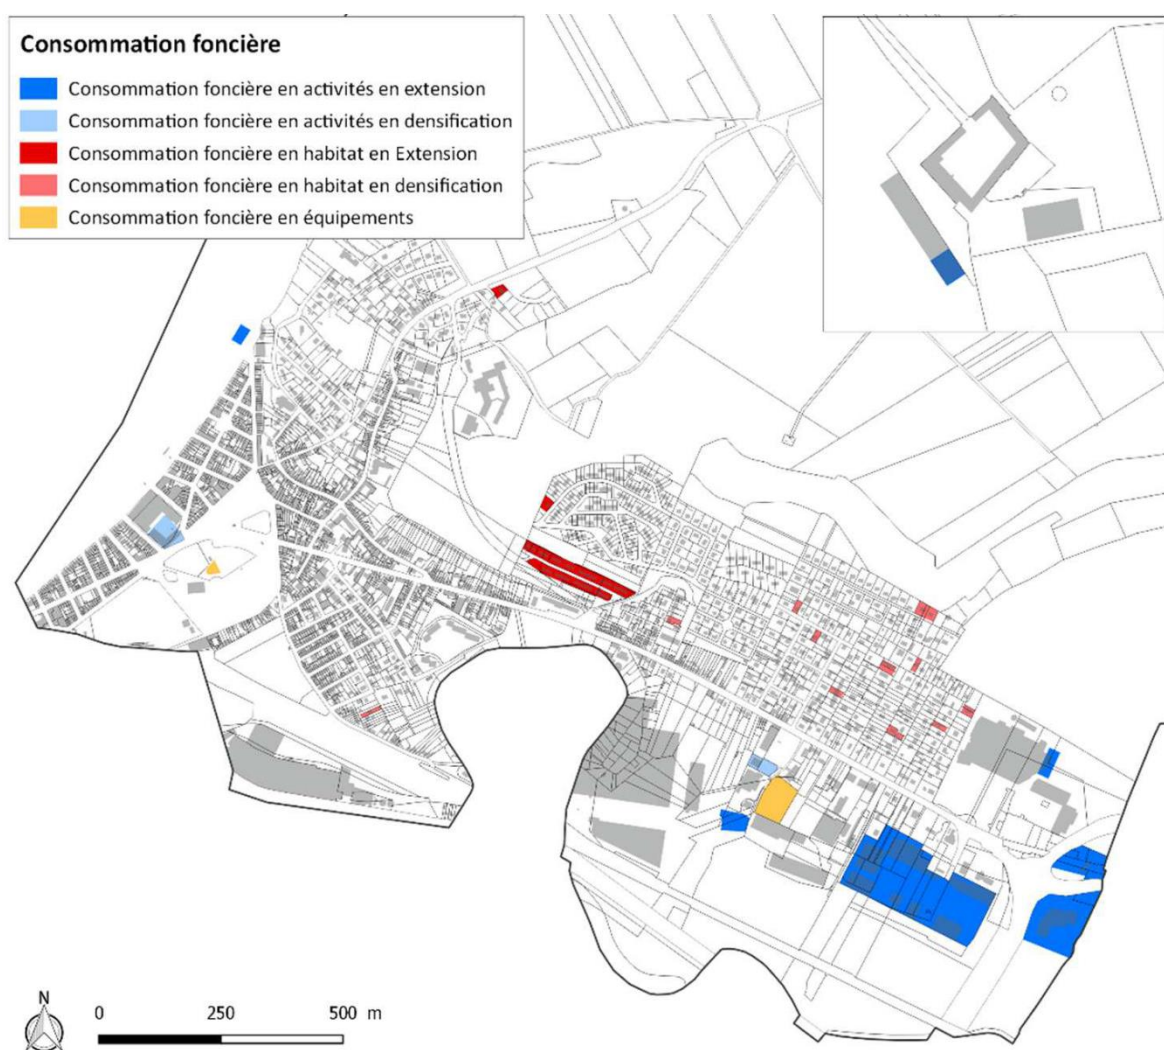 Consommation foncière
Consommation foncière en activités en extension
Consommation foncière en activités en densification
Consommation foncière en habitat en Extension
Consommation foncière en habitat en densification
Consommation foncière en équipements
N
0 250 500 m